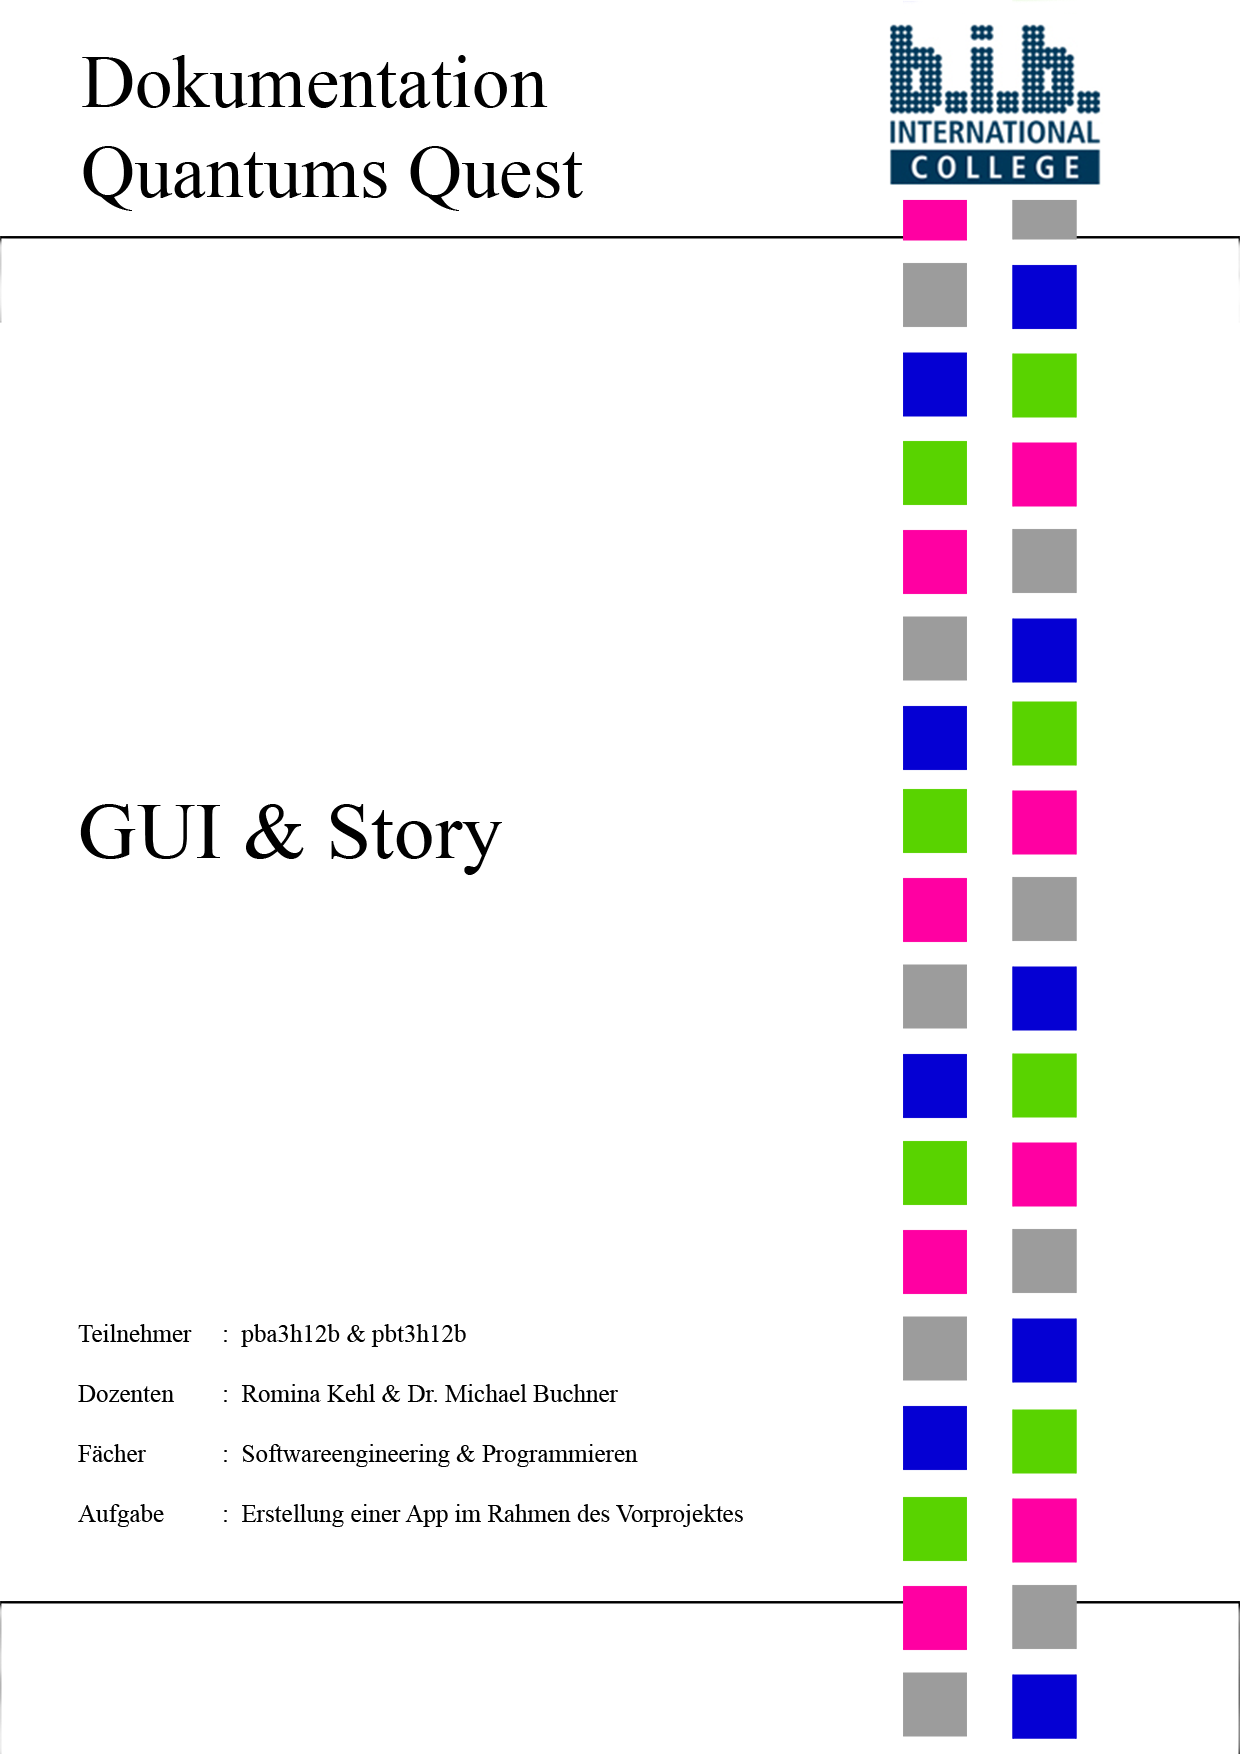 Dokumentation
Quantums Quest
b.i.b.
INTERNATIONAL
COLLEGE
GUI & Story
Teilnehmer : pba3h12b & pbt3h12b
Dozenten : Romina Kehl & Dr. Michael Buchner
Fächer : Softwareengineering & Programmieren
Aufgabe : Erstellung einer App im Rahmen des Vorprojektes